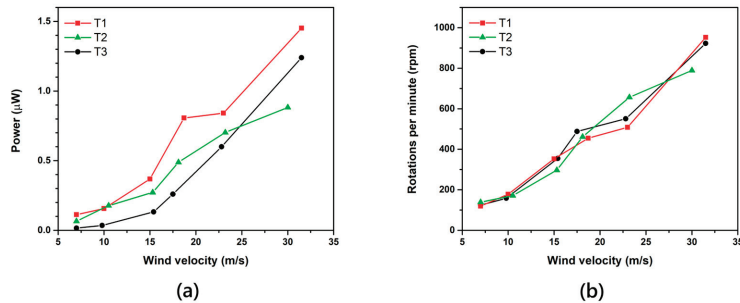 T1
T2
T3
Power (μW)
1.5
1.0
0.5
0.0
5 10 15 20 25 30 35
Wind velocity (m/s)
(a)
T1
T2
T3
Rotations per minute (rpm)
1000
800
600
400
200
0
5 10 15 20 25 30 35
Wind velocity (m/s)
(b)